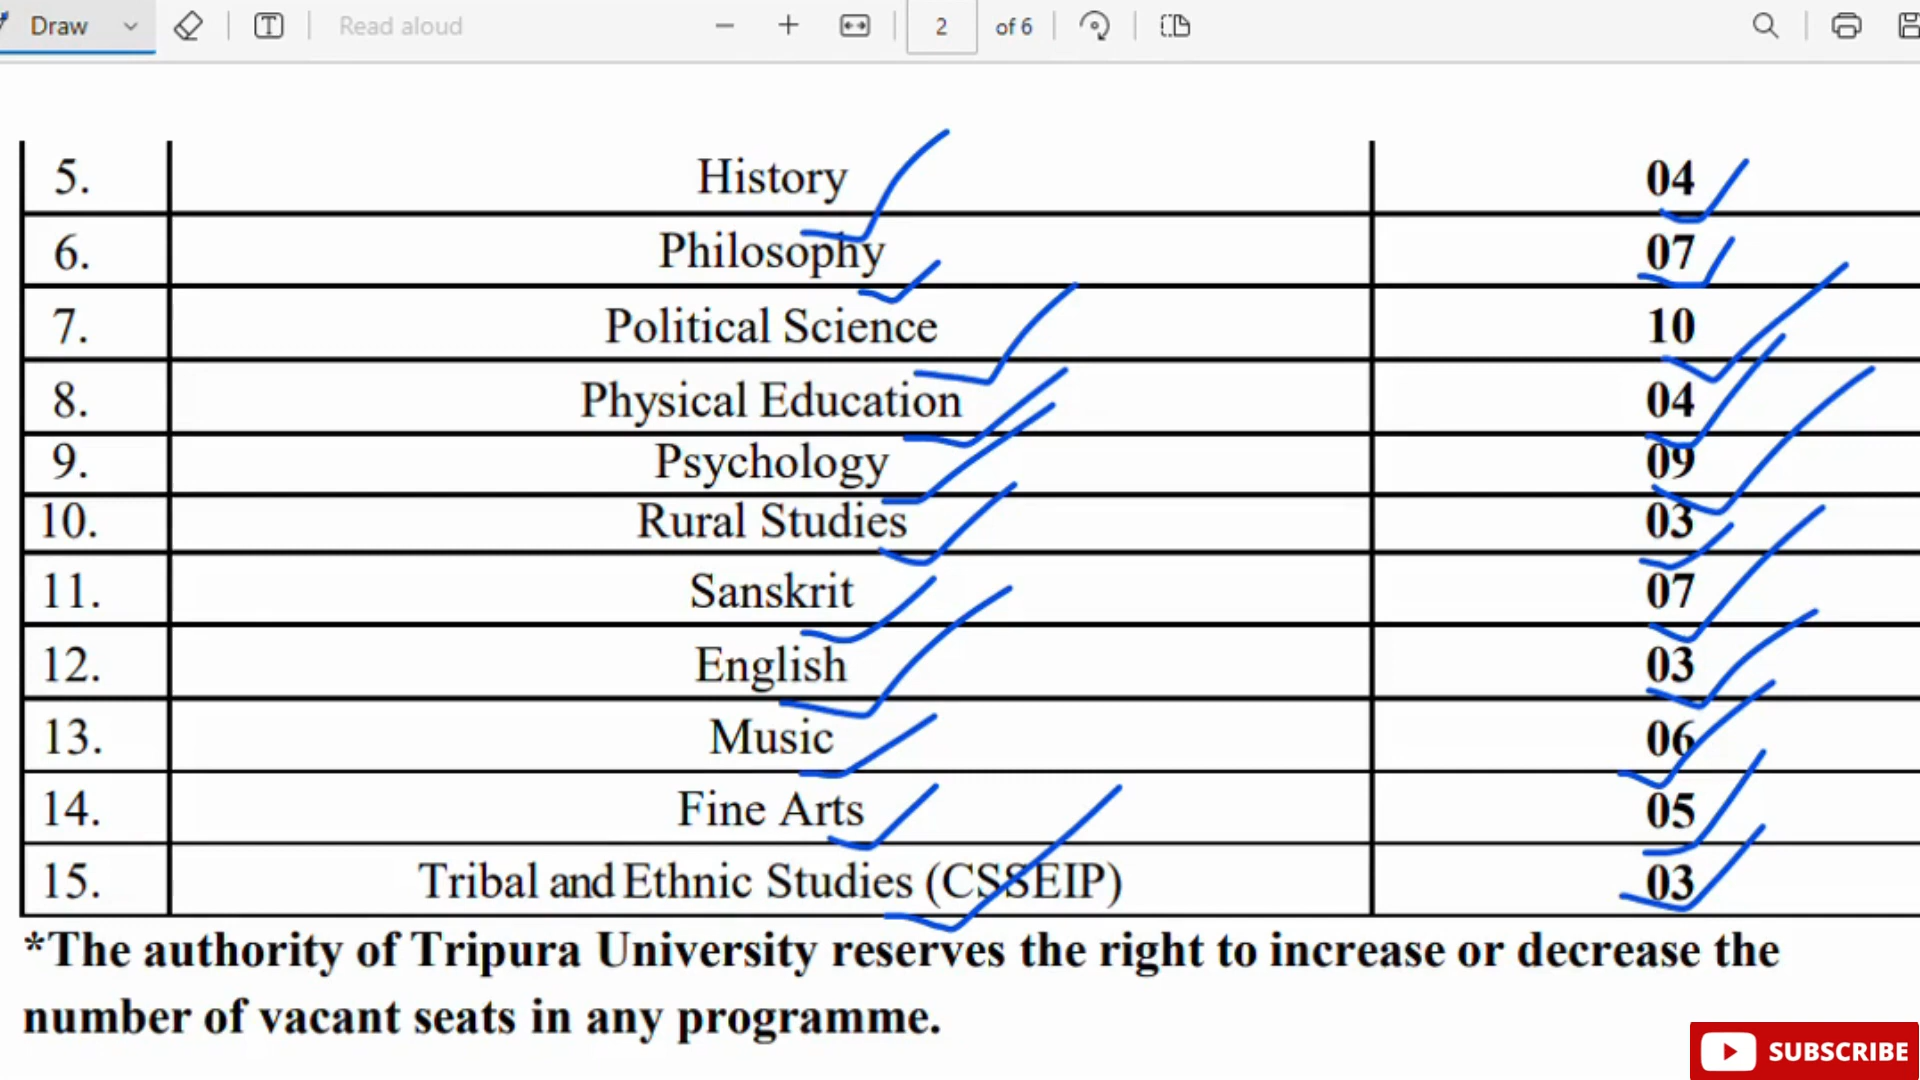 Draw
Read aloud
2 of 6
5. History 04
6. Philosophy 07
7. Political Science 10
8. Physical Education 04
9. Psychology 09
10. Rural Studies 03
11. Sanskrit 07
12. English 03
13. Music 06
14. Fine Arts 05
15. Tribal and Ethnic Studies (CSSEIP) 03
*The authority of Tripura University reserves the right to increase or decrease the
number of vacant seats in any programme.
SUBSCRIBE